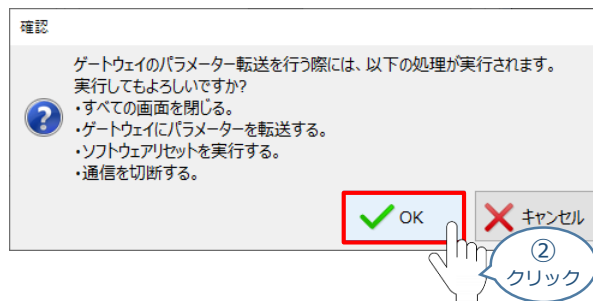 確認
ゲートウェイのパラメーター転送を行う際には、以下の処理が実行されます。
実行してもよろしいですか?
・すべての画面を閉じる。
・ゲートウェイにパラメーターを転送する。
・ソフトウェアリセットを実行する。
・通信を切断する。
OK
キャンセル
②
クリック